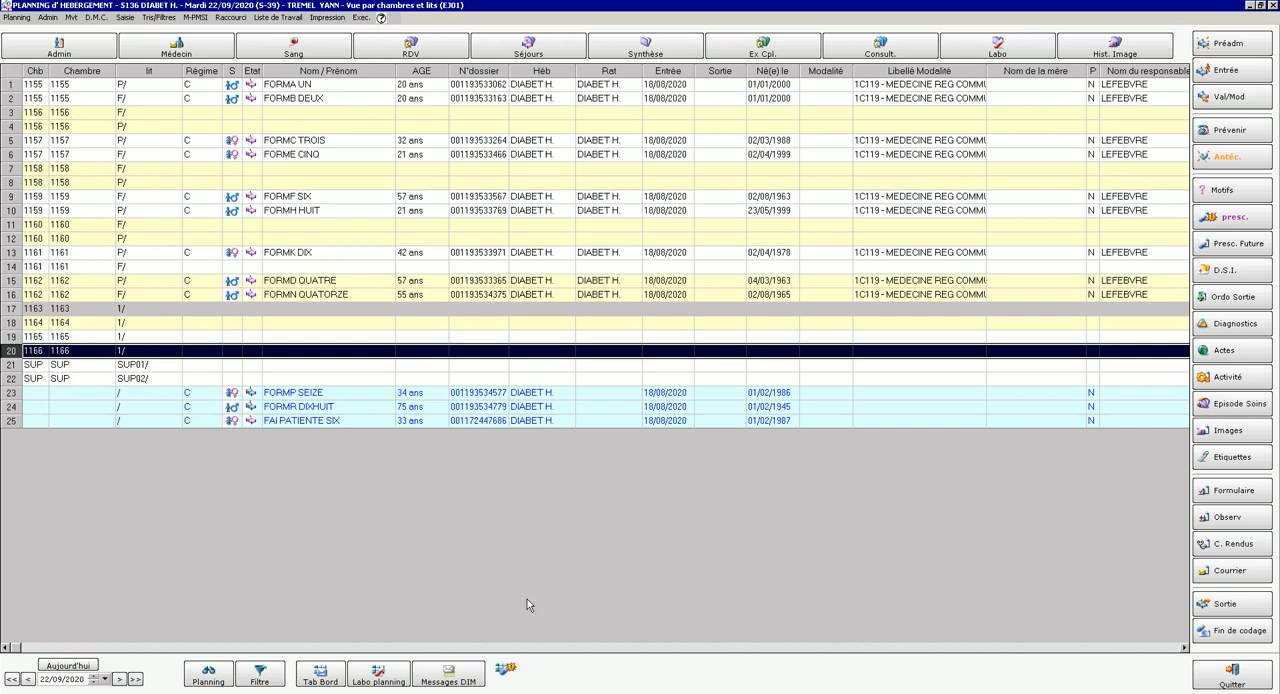 PLANNING d' HEBERGEMENT - 5136 DIABET H. - Mardi 22/09/2020 (S-39) - TREMEL YANN - Vue par chambres et lits (EJ01)
Planning Admin Mvt D.M.C. Saisie Tris/Filtres M-PMSI Raccourci Liste de Travail Impression Exec. ?
Admin Médecin Sang RDV Séjours Synthèse Ex Cpl. Consult. Labo Hist. Image
Chb Chambre lit Régime S Etat Nom / Prénom AGE N°dossier Héb Rat Entrée Sortie Né(e) le Modalité Libellé Modalité Nom de la mère P Nom du responsable
1 1155 1155 P/ C FORMA UN 20 ans 001193533062 DIABET H. DIABET H. 18/08/2020 01/01/2000 1C119 - MEDECINE REG COMMU N LEFEBVRE
2 1155 1155 F/ C FORMB DEUX 20 ans 001193533163 DIABET H. DIABET H. 18/08/2020 01/01/2000 1C119 - MEDECINE REG COMMU N LEFEBVRE
3 1156 1156 F/
4 1156 1156 P/
5 1157 1157 P/ C FORMC TROIS 32 ans 001193533264 DIABET H. DIABET H. 18/08/2020 02/03/1988 1C119 - MEDECINE REG COMMU N LEFEBVRE
6 1157 1157 F/ C FORME CINQ 21 ans 001193533466 DIABET H. DIABET H. 18/08/2020 02/04/1999 1C119 - MEDECINE REG COMMU N LEFEBVRE
7 1158 1158 F/
8 1158 1158 P/
9 1159 1159 F/ C FORMF SIX 57 ans 001193533567 DIABET H. DIABET H. 18/08/2020 02/08/1963 1C119 - MEDECINE REG COMMU N LEFEBVRE
10 1159 1159 P/ C FORMH HUIT 21 ans 001193533769 DIABET H. DIABET H. 18/08/2020 23/05/1999 1C119 - MEDECINE REG COMMU N LEFEBVRE
11 1160 1160 F/
12 1160 1160 P/
13 1161 1161 P/ C FORMK DIX 42 ans 001193533971 DIABET H. DIABET H. 18/08/2020 02/04/1978 1C119 - MEDECINE REG COMMU N LEFEBVRE
14 1161 1161 F/
15 1162 1162 P/ C FORMD QUATRE 57 ans 001193533365 DIABET H. DIABET H. 18/08/2020 04/03/1963 1C119 - MEDECINE REG COMMU N LEFEBVRE
16 1162 1162 F/ C FORMN QUATORZE 55 ans 001193534375 DIABET H. DIABET H. 18/08/2020 02/08/1965 1C119 - MEDECINE REG COMMU N LEFEBVRE
17 1163 1163 1/
18 1164 1164 1/
19 1165 1165 1/
20 1166 1166 1/
21 SUP SUP SUP01/
22 SUP SUP SUP02/
23 / C FORMP SEIZE 34 ans 001193534577 DIABET H. 18/08/2020 01/02/1986 N
24 / C FORMR DIXHUIT 75 ans 001193534779 DIABET H. 18/08/2020 01/02/1945 N
25 / C FAI PATIENTE SIX 33 ans 001172447686 DIABET H. 18/08/2020 01/02/1987 N
Préadm
Entrée
Val/Mod
Prévenir
Antéc.
Motifs
presc.
Presc. Future
D.S.I.
Ordo Sortie
Diagnostics
Actes
Activité
Episode Soins
Images
Etiquettes
Formulaire
Observ
C. Rendus
Courrier
Sortie
Fin de codage
Quitter
Aujourd'hui
<< < 22/09/2020 > >>
Planning Filtre Tab Bord Labo planning Messages DIM